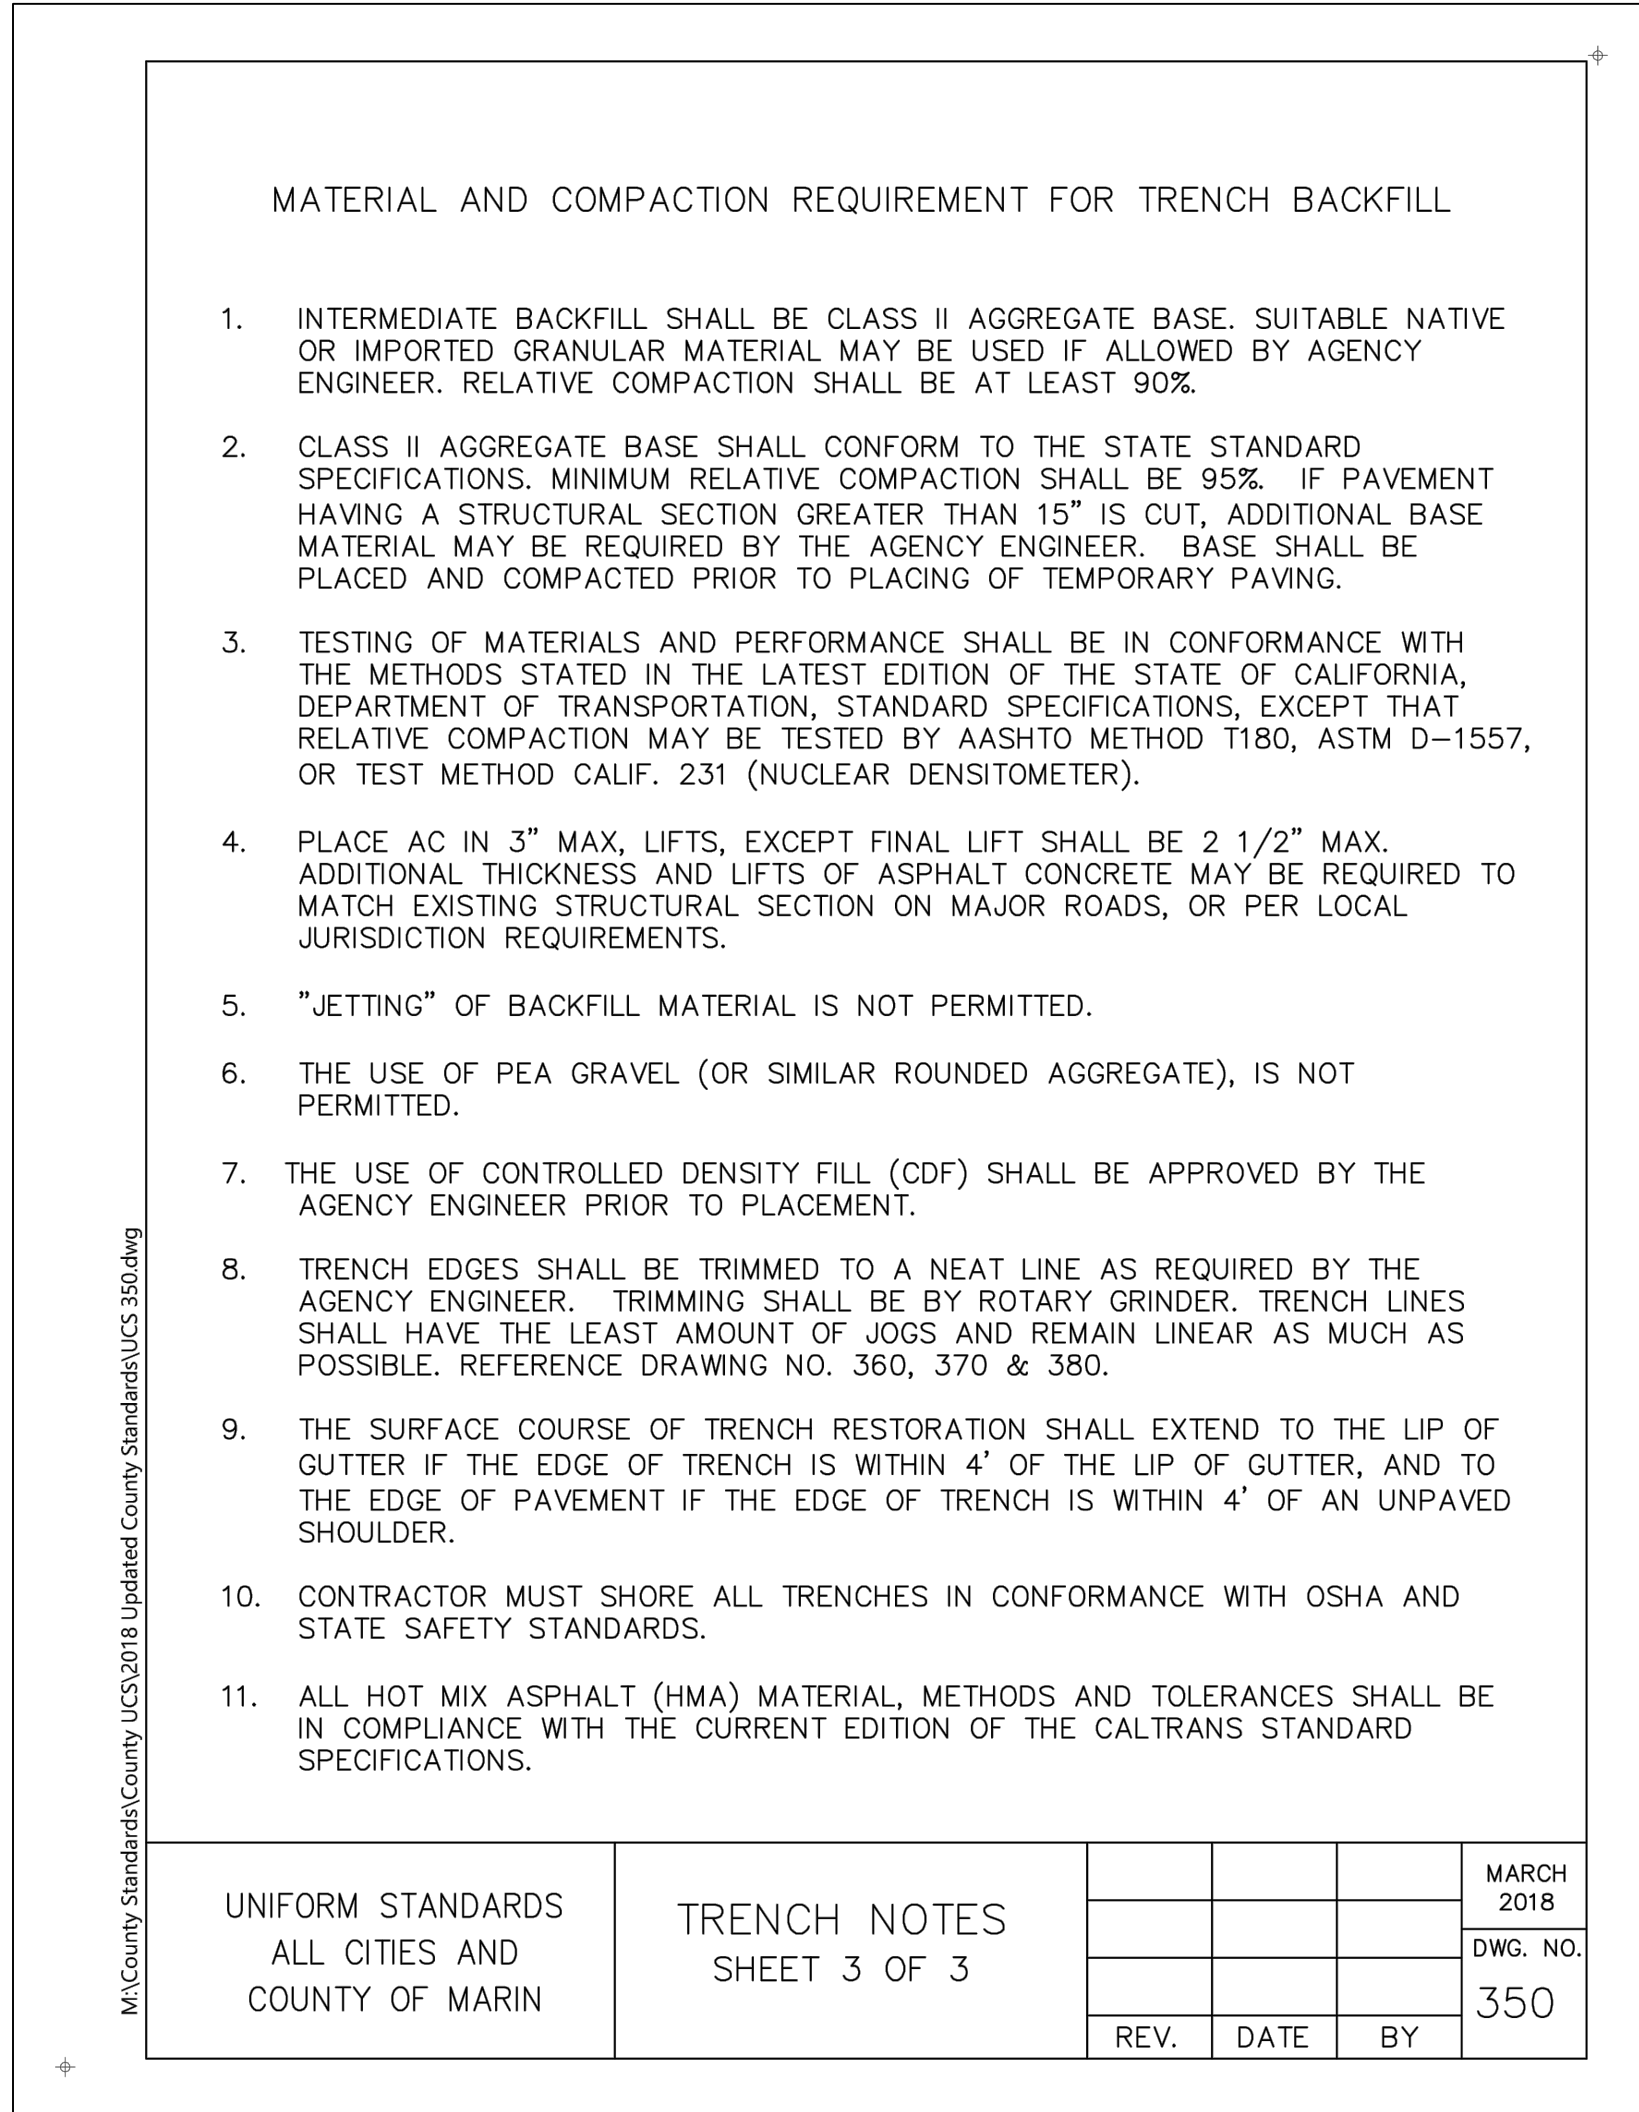 MATERIAL AND COMPACTION REQUIREMENT FOR TRENCH BACKFILL
1. INTERMEDIATE BACKFILL SHALL BE CLASS II AGGREGATE BASE. SUITABLE NATIVE
OR IMPORTED GRANULAR MATERIAL MAY BE USED IF ALLOWED BY AGENCY
ENGINEER. RELATIVE COMPACTION SHALL BE AT LEAST 90%.
2. CLASS II AGGREGATE BASE SHALL CONFORM TO THE STATE STANDARD
SPECIFICATIONS. MINIMUM RELATIVE COMPACTION SHALL BE 95%. IF PAVEMENT
HAVING A STRUCTURAL SECTION GREATER THAN 15” IS CUT, ADDITIONAL BASE
MATERIAL MAY BE REQUIRED BY THE AGENCY ENGINEER. BASE SHALL BE
PLACED AND COMPACTED PRIOR TO PLACING OF TEMPORARY PAVING.
3. TESTING OF MATERIALS AND PERFORMANCE SHALL BE IN CONFORMANCE WITH
THE METHODS STATED IN THE LATEST EDITION OF THE STATE OF CALIFORNIA,
DEPARTMENT OF TRANSPORTATION, STANDARD SPECIFICATIONS, EXCEPT THAT
RELATIVE COMPACTION MAY BE TESTED BY AASHTO METHOD T180, ASTM D–1557,
OR TEST METHOD CALIF. 231 (NUCLEAR DENSITOMETER).
4. PLACE AC IN 3” MAX, LIFTS, EXCEPT FINAL LIFT SHALL BE 2 1/2” MAX.
ADDITIONAL THICKNESS AND LIFTS OF ASPHALT CONCRETE MAY BE REQUIRED TO
MATCH EXISTING STRUCTURAL SECTION ON MAJOR ROADS, OR PER LOCAL
JURISDICTION REQUIREMENTS.
5. ”JETTING” OF BACKFILL MATERIAL IS NOT PERMITTED.
6. THE USE OF PEA GRAVEL (OR SIMILAR ROUNDED AGGREGATE), IS NOT
PERMITTED.
7. THE USE OF CONTROLLED DENSITY FILL (CDF) SHALL BE APPROVED BY THE
AGENCY ENGINEER PRIOR TO PLACEMENT.
8. TRENCH EDGES SHALL BE TRIMMED TO A NEAT LINE AS REQUIRED BY THE
AGENCY ENGINEER. TRIMMING SHALL BE BY ROTARY GRINDER. TRENCH LINES
SHALL HAVE THE LEAST AMOUNT OF JOGS AND REMAIN LINEAR AS MUCH AS
POSSIBLE. REFERENCE DRAWING NO. 360, 370 & 380.
9. THE SURFACE COURSE OF TRENCH RESTORATION SHALL EXTEND TO THE LIP OF
GUTTER IF THE EDGE OF TRENCH IS WITHIN 4’ OF THE LIP OF GUTTER, AND TO
THE EDGE OF PAVEMENT IF THE EDGE OF TRENCH IS WITHIN 4’ OF AN UNPAVED
SHOULDER.
10. CONTRACTOR MUST SHORE ALL TRENCHES IN CONFORMANCE WITH OSHA AND
STATE SAFETY STANDARDS.
11. ALL HOT MIX ASPHALT (HMA) MATERIAL, METHODS AND TOLERANCES SHALL BE
IN COMPLIANCE WITH THE CURRENT EDITION OF THE CALTRANS STANDARD
SPECIFICATIONS.
M:\County Standards\County UCS\2018 Updated County Standards\UCS 350.dwg
UNIFORM STANDARDS
ALL CITIES AND
COUNTY OF MARIN
TRENCH NOTES
SHEET 3 OF 3
REV. DATE BY
MARCH
2018
DWG. NO.
350